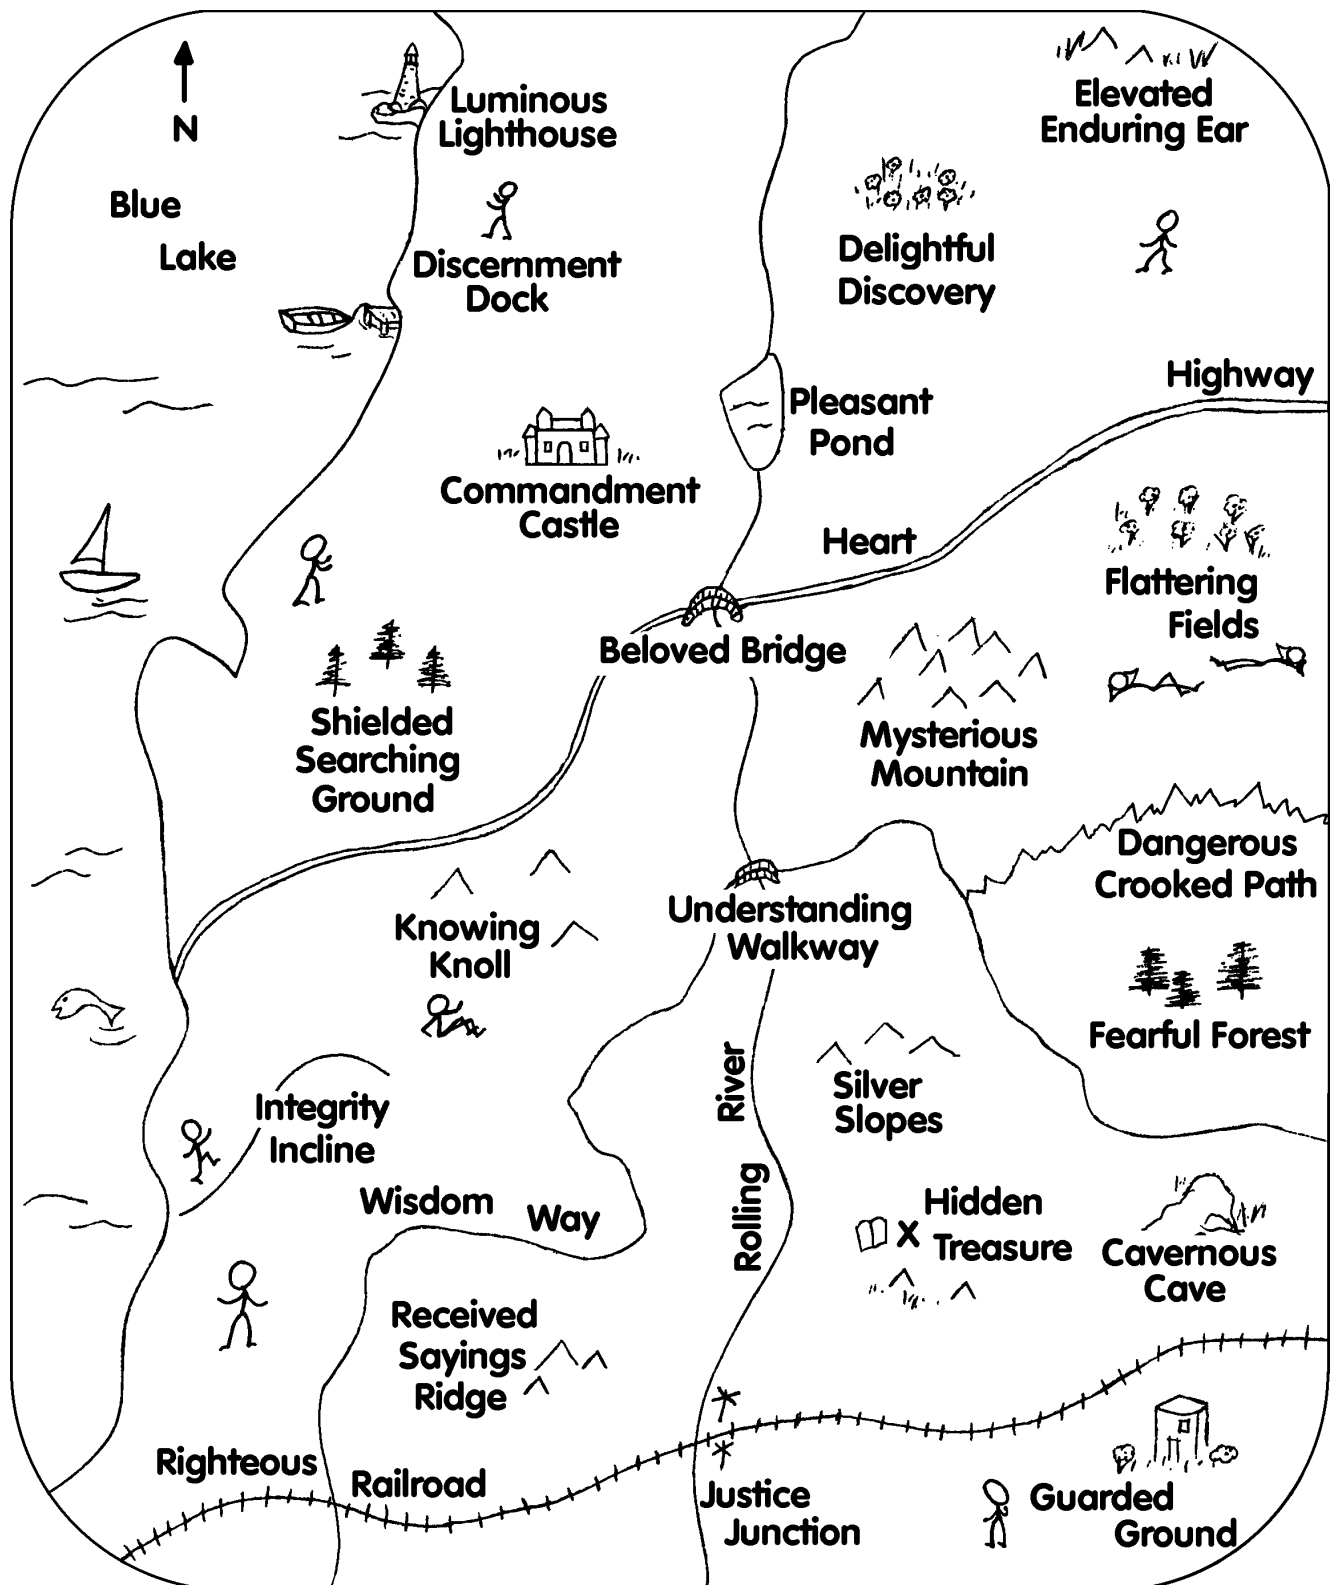 N
Blue
Lake
Luminous
Lighthouse
Elevated
Enduring Ear
Discernment
Dock
Delightful
Discovery
Highway
Pleasant
Pond
Commandment
Castle
Heart
Flattering
Fields
Beloved Bridge
Shielded
Searching
Ground
Mysterious
Mountain
Dangerous
Crooked Path
Knowing
Knoll
Understanding
Walkway
Fearful Forest
River
Silver
Slopes
Integrity
Incline
Wisdom Way
Rolling
Hidden
X Treasure
Cavernous
Cave
Received
Sayings
Ridge
Righteous Railroad
Justice
Junction
Guarded
Ground